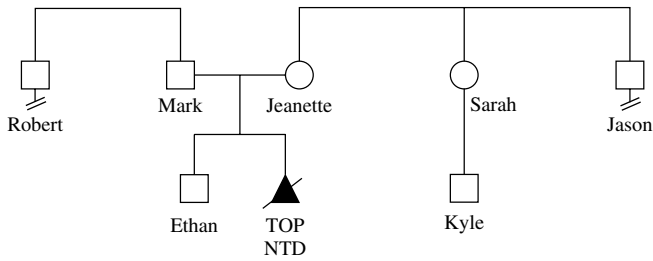 Robert
Mark
Jeanette
Sarah
Jason
Ethan
TOP
NTD
Kyle